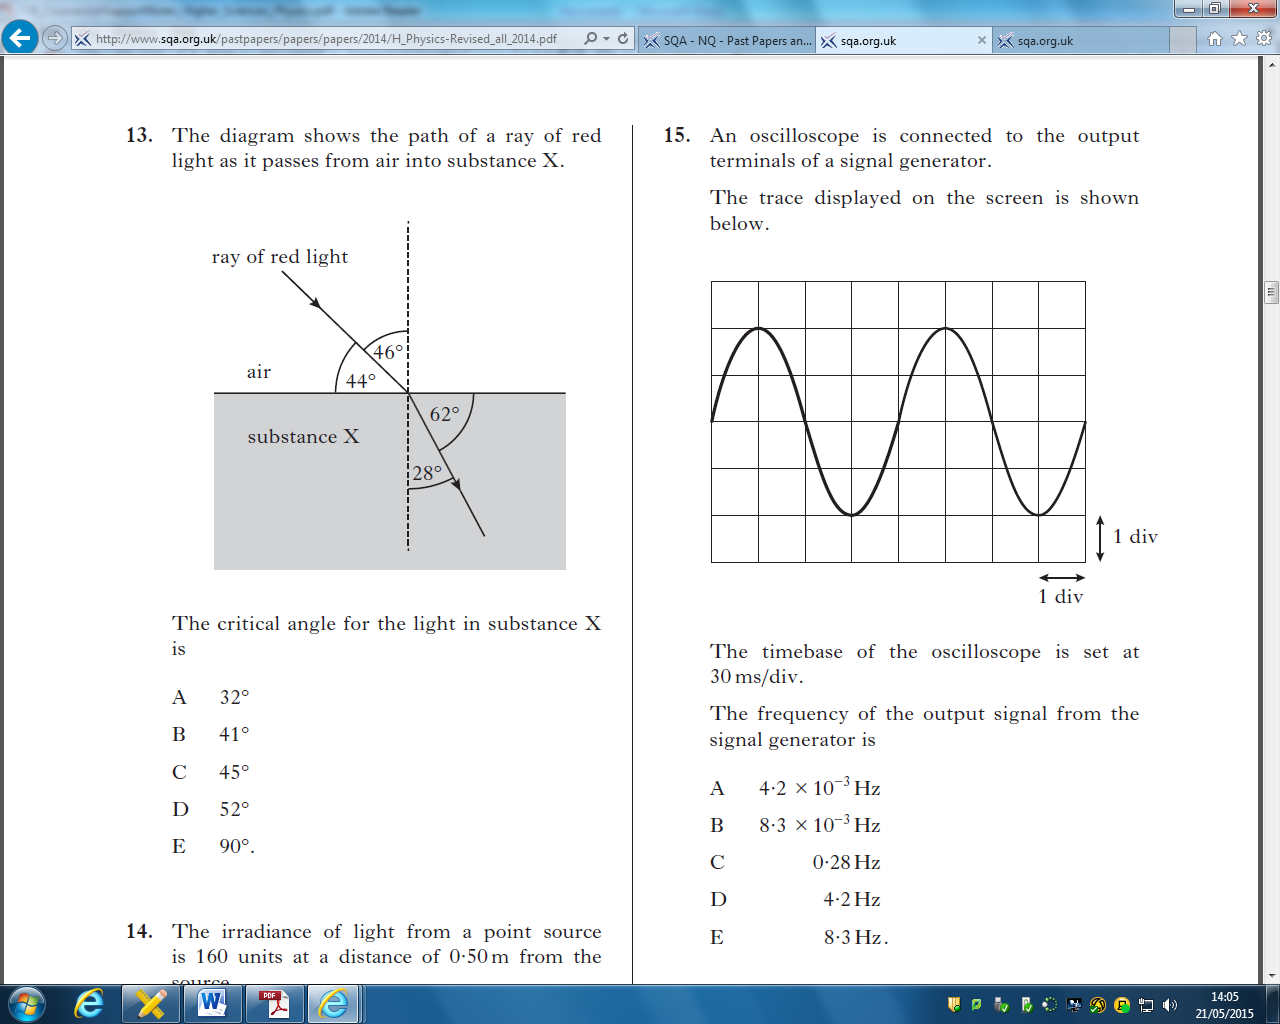 http://www.sqa.org.uk/pastpapers/papers/papers/2014/H_Physics-Revised_all_2014.pdf
SQA - NQ - Past Papers an...
sqa.org.uk
sqa.org.uk
13. The diagram shows the path of a ray of red
light as it passes from air into substance X.
ray of red light
46°
air
44°
62°
substance X
28°
The critical angle for the light in substance X
is
A 32°
B 41°
C 45°
D 52°
E 90°.
14. The irradiance of light from a point source
is 160 units at a distance of 0·50 m from the
source
15. An oscilloscope is connected to the output
terminals of a signal generator.
The trace displayed on the screen is shown
below.
1 div
1 div
The timebase of the oscilloscope is set at
30 ms/div.
The frequency of the output signal from the
signal generator is
A 4·2 × 10⁻³ Hz
B 8·3 × 10⁻³ Hz
C 0·28 Hz
D 4·2 Hz
E 8·3 Hz.
PDF
14:05
21/05/2015